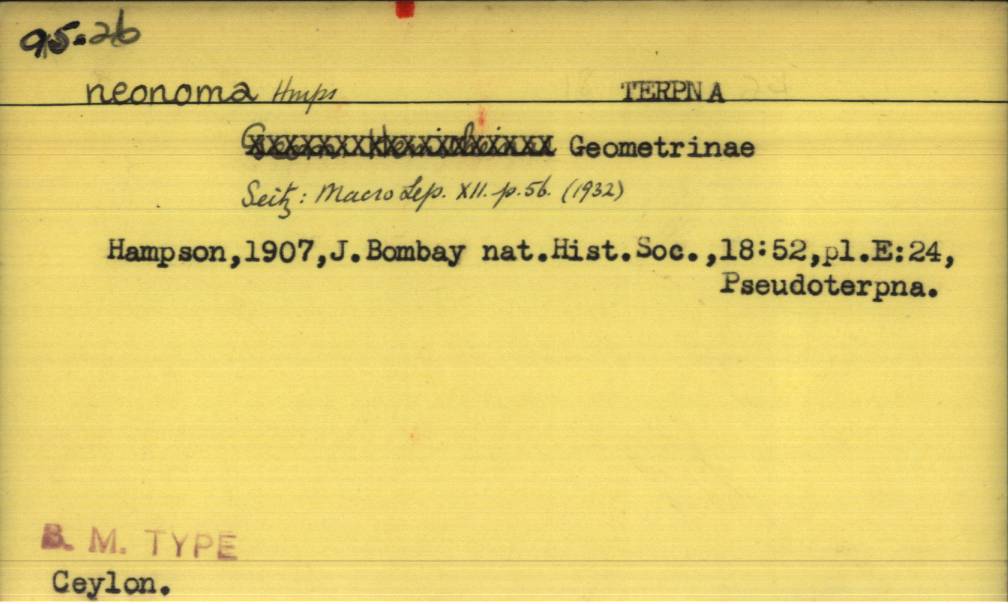 95.26
neonoma Hmps TERPNA
Geometrinae
Seitz: Macro Lep. XII. p.56. (1932)
Hampson,1907,J.Bombay nat.Hist.Soc.,18:52,pl.E:24,
Pseudoterpna.
B. M. TYPE
Ceylon.